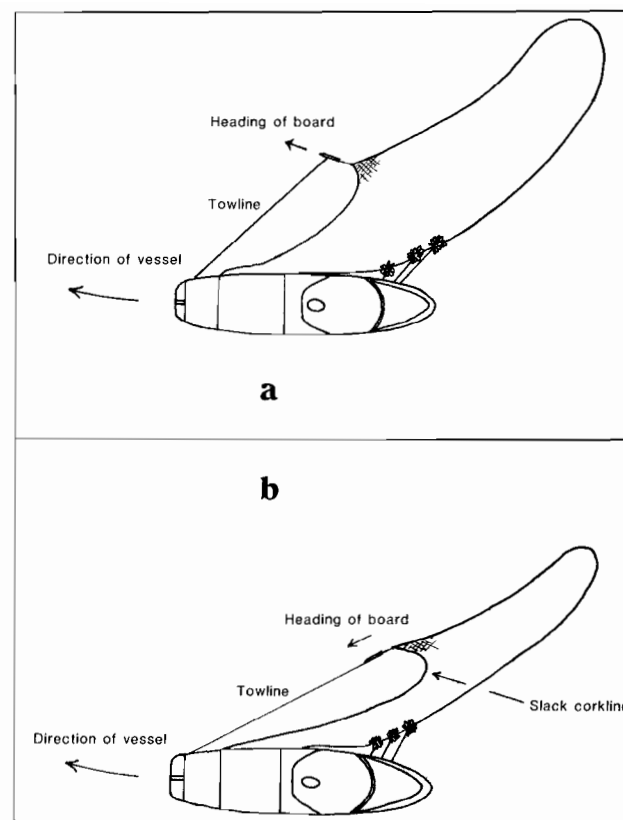 Heading of board
Towline
Direction of vessel
a
b
Heading of board
Towline
Slack corkline
Direction of vessel